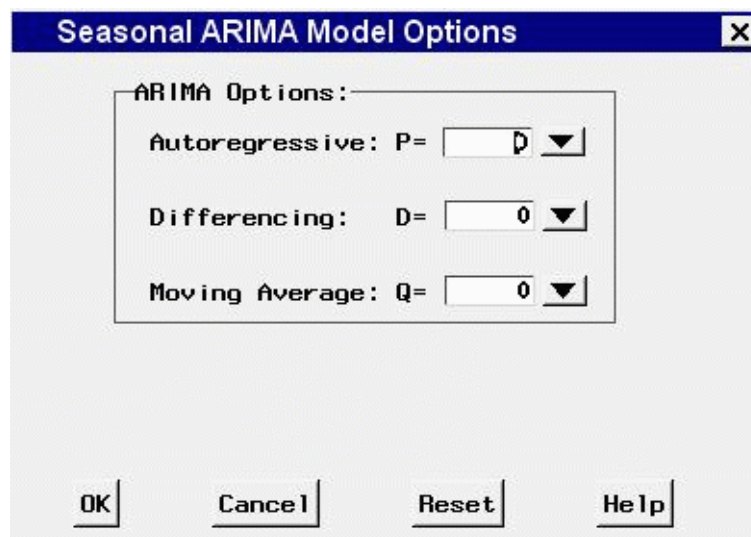 Seasonal ARIMA Model Options
ARIMA Options:
Autoregressive: P= 0
Differencing: D= 0
Moving Average: Q= 0
OK Cancel Reset Help